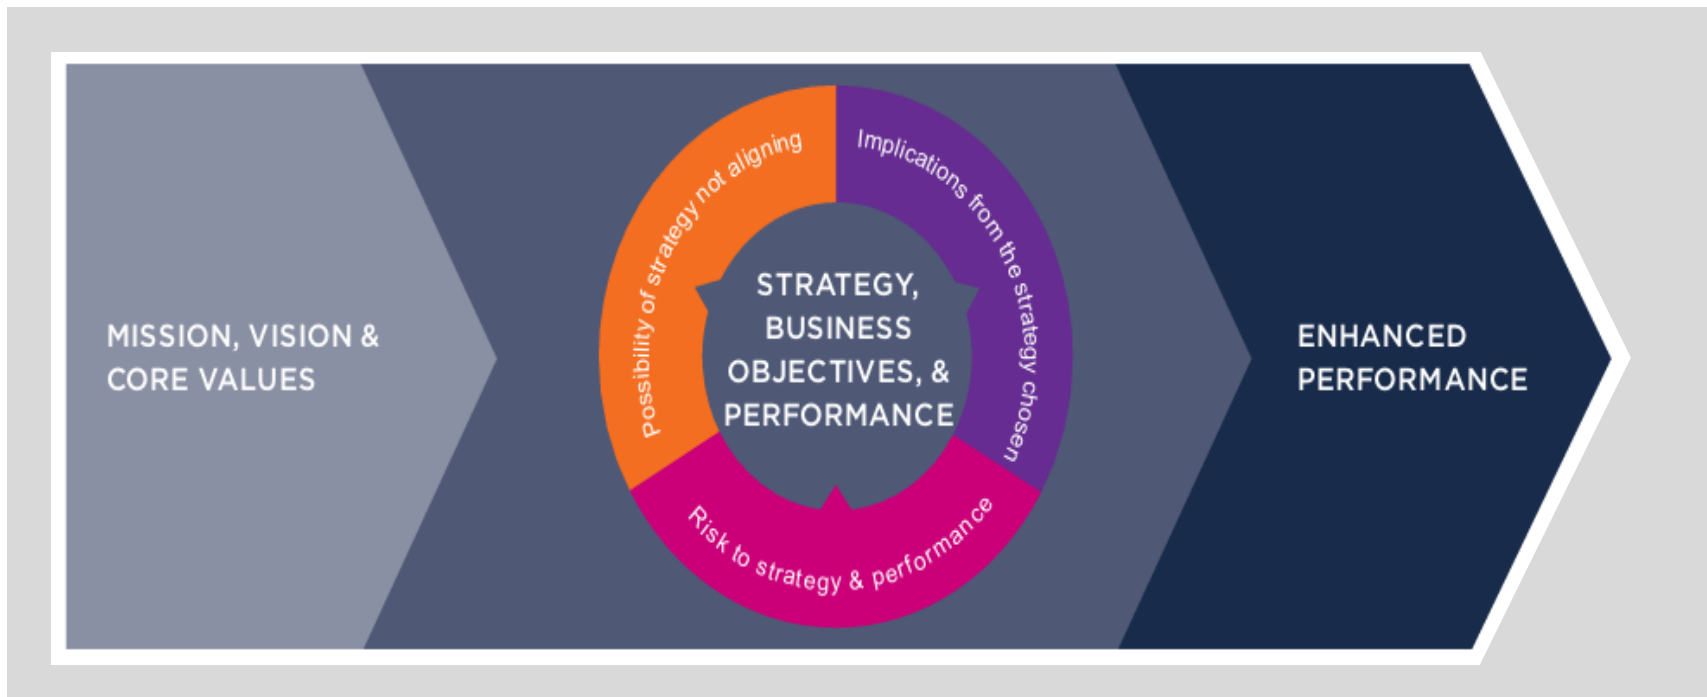 MISSION, VISION &
CORE VALUES
Possibility of strategy not aligning
Implications from the strategy chosen
STRATEGY,
BUSINESS
OBJECTIVES, &
PERFORMANCE
Risk to strategy & performance
ENHANCED
PERFORMANCE